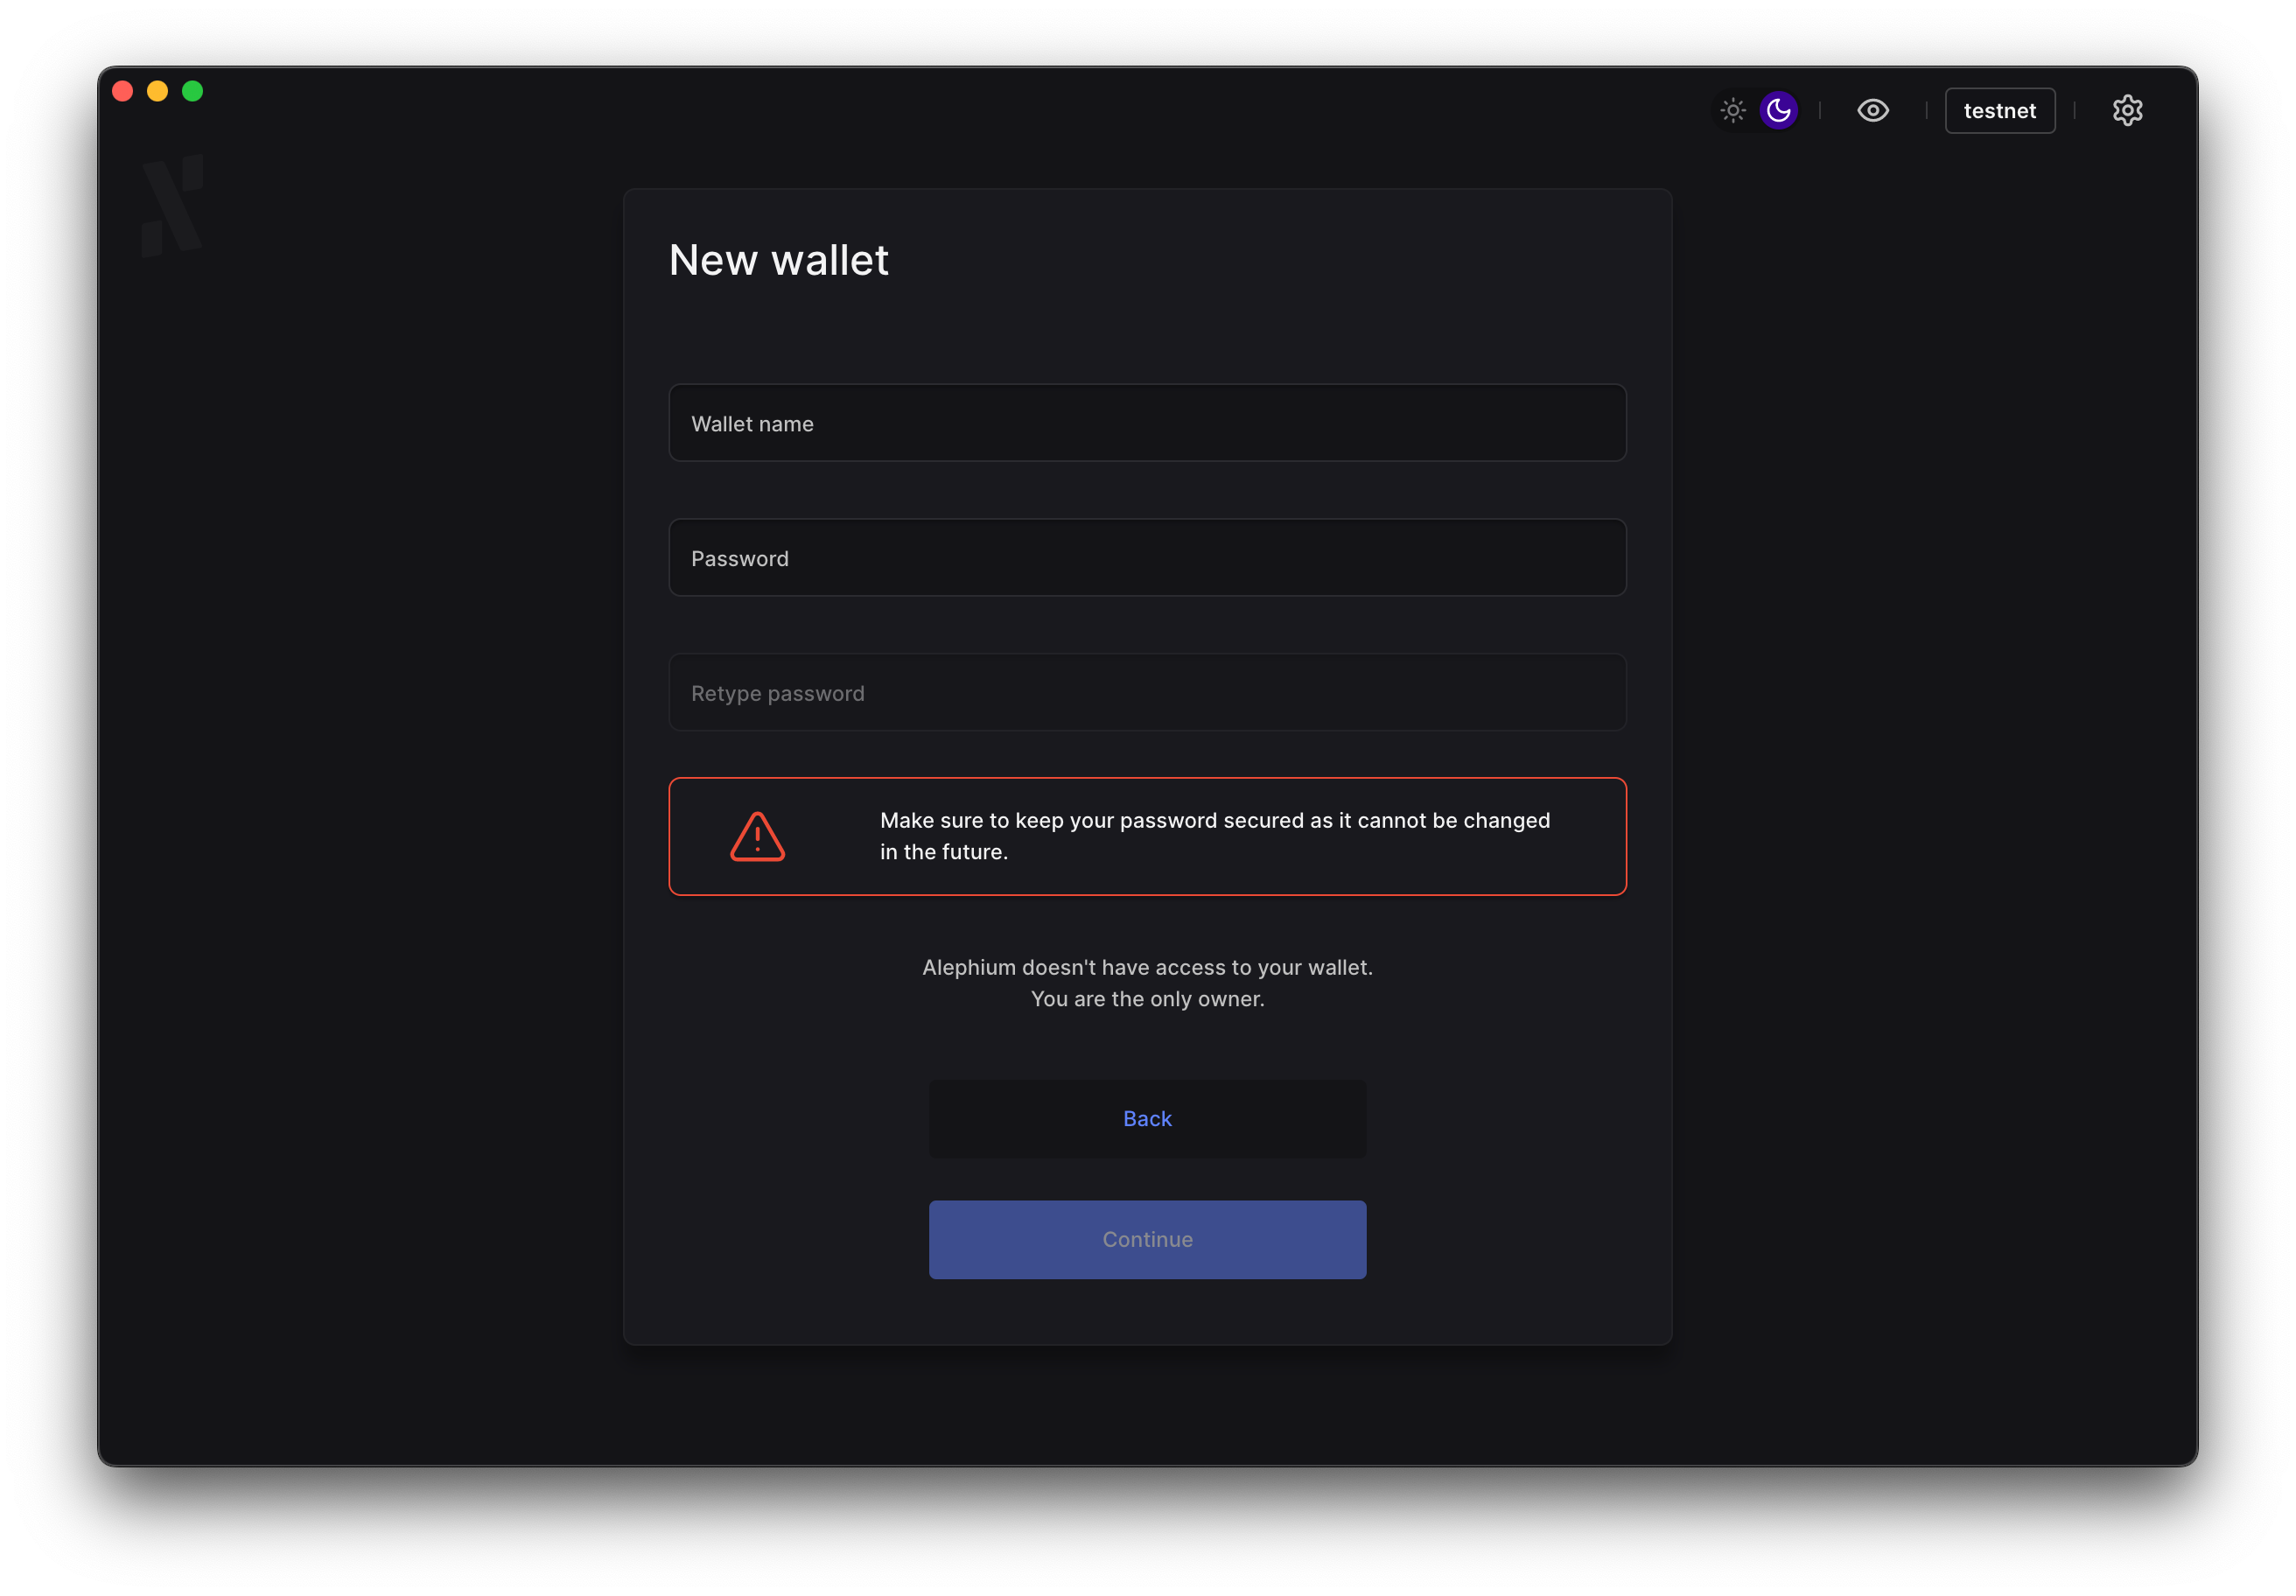 testnet
New wallet
Wallet name
Password
Retype password
Make sure to keep your password secured as it cannot be changed
in the future.
Alephium doesn't have access to your wallet.
You are the only owner.
Back
Continue